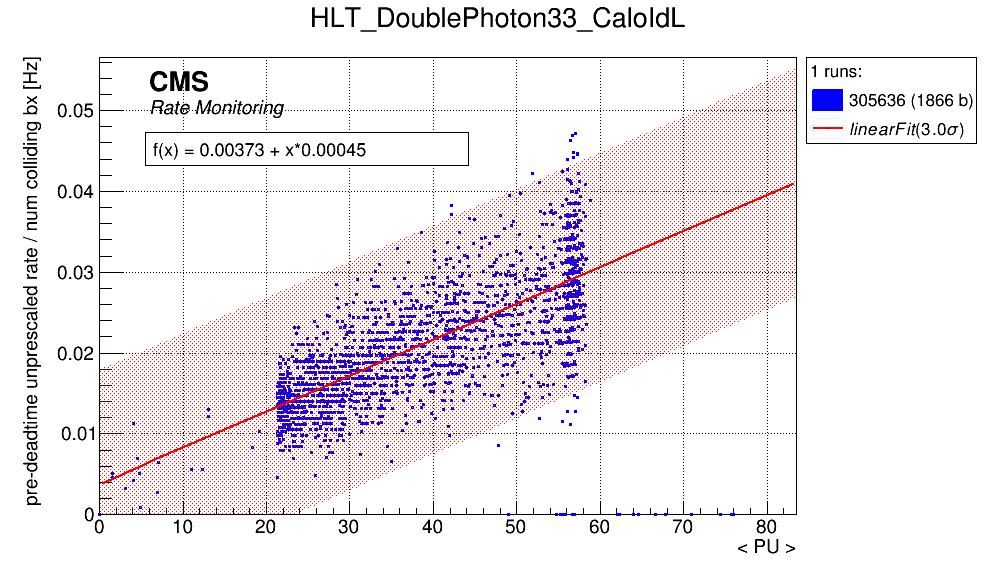 HLT_DoublePhoton33_CaloIdL
pre-deadtime unprescaled rate / num colliding bx [Hz]
CMS
Rate Monitoring
f(x) = 0.00373 + x*0.00045
0.05
0.04
0.03
0.02
0.01
0
0 10 20 30 40 50 60 70 80
< PU >
1 runs:
305636 (1866 b)
linearFit(3.0σ)